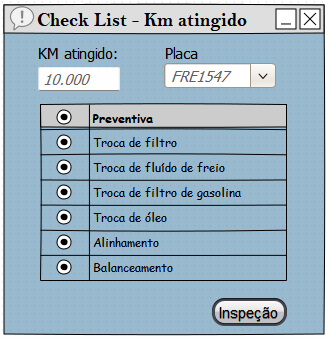 Check List - Km atingido
KM atingido: Placa
10.000 FRE1547
Preventiva
Troca de filtro
Troca de fluído de freio
Troca de filtro de gasolina
Troca de óleo
Alinhamento
Balanceamento
Inspeção